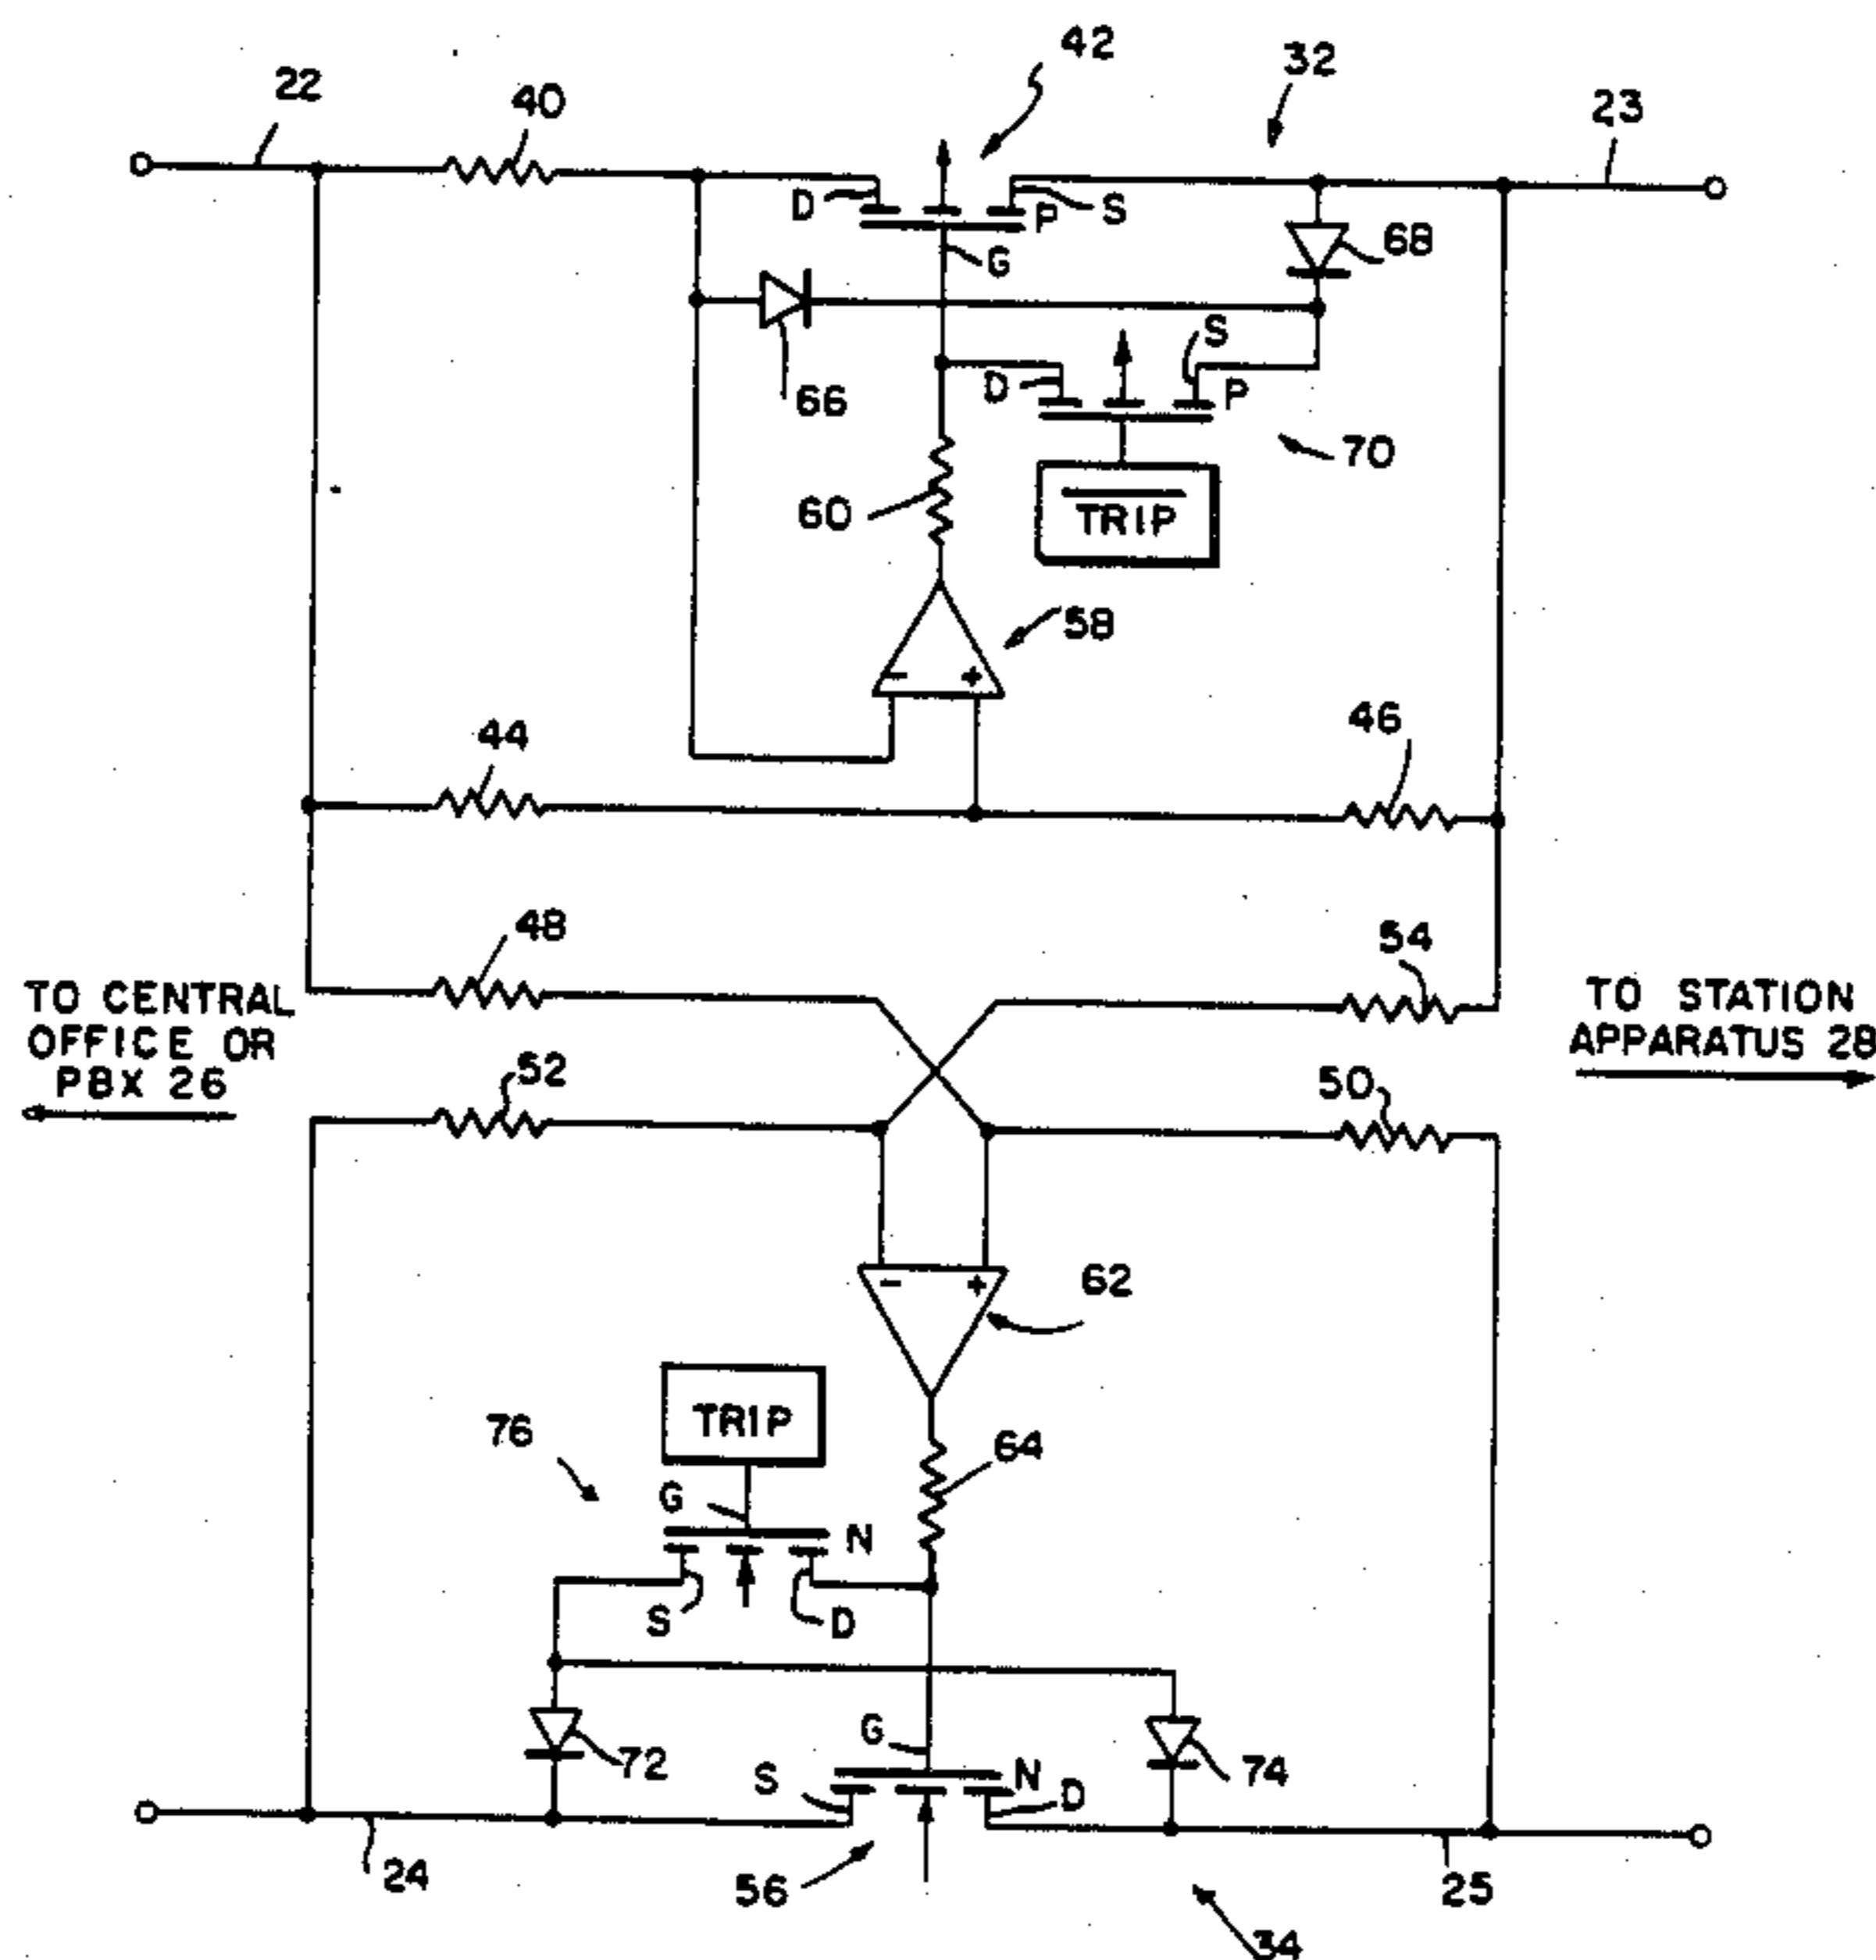 42
32
22
40
23
D
P
S
68
G
S
66
D
P
70
60
TRIP
58
-
+
44
46
48
54
TO CENTRAL
OFFICE OR
PBX 26
TO STATION
APPARATUS 28
52
50
-
+
62
TRIP
76
64
G
N
S
D
G
72
S
N
D
74
24
56
25
34